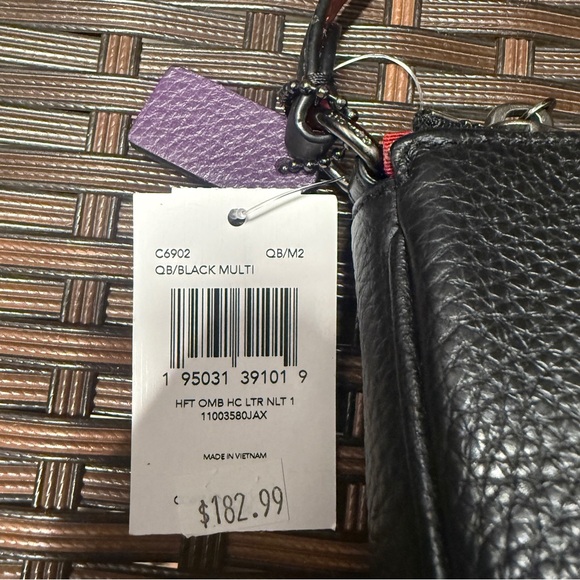 C6902 QB/M2
QB/BLACK MULTI
1 95031 39101 9
HFT OMB HC LTR NLT 1
11003580JAX
MADE IN VIETNAM
$182.99